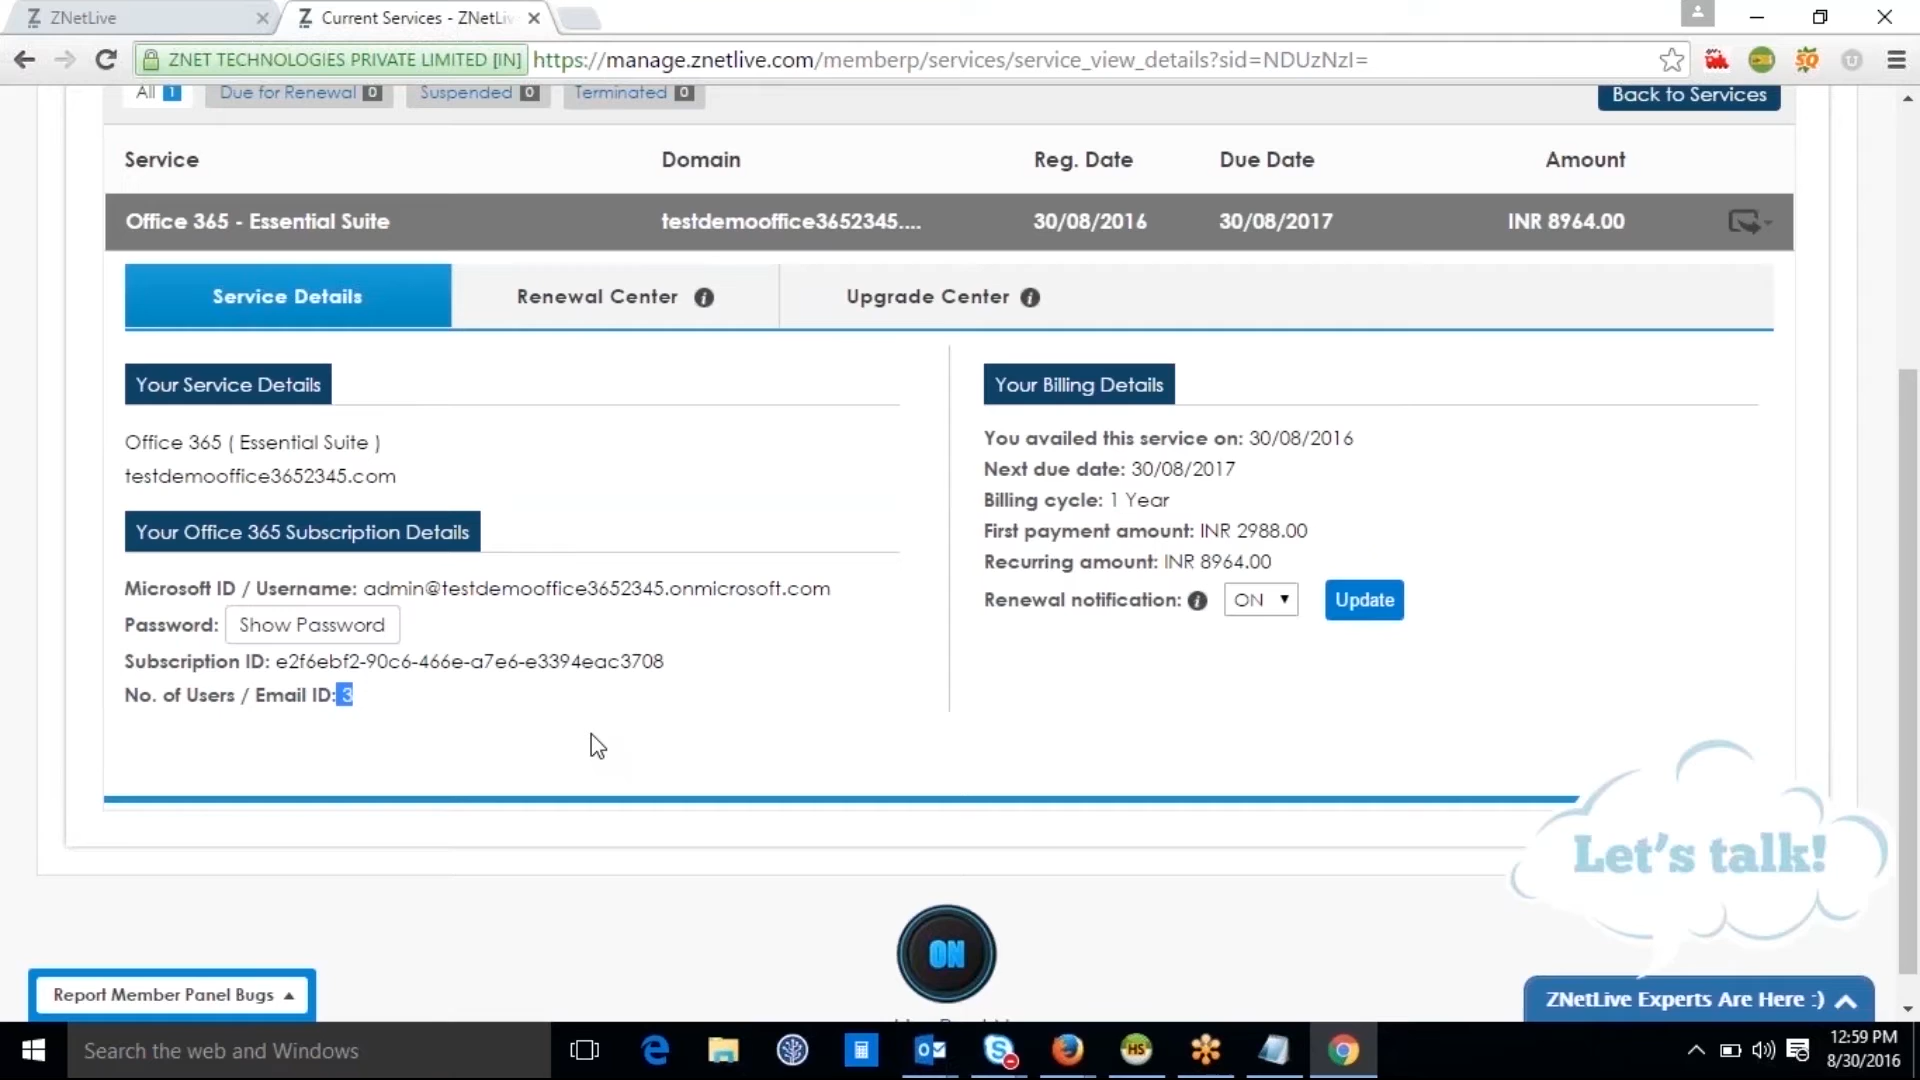 ZNetLive
Current Services - ZNetLiv
ZNET TECHNOLOGIES PRIVATE LIMITED [IN]
https://manage.znetlive.com/memberp/services/service_view_details?sid=NDUzNzI=
All 1
Due for Renewal 0
Suspended 0
Terminated 0
Back to Services
Service Domain Reg. Date Due Date Amount
Office 365 - Essential Suite testdemooffice3652345.... 30/08/2016 30/08/2017 INR 8964.00
Service Details
Renewal Center
Upgrade Center
Your Service Details
Office 365 ( Essential Suite )
testdemooffice3652345.com
Your Office 365 Subscription Details
Microsoft ID / Username: admin@testdemooffice3652345.onmicrosoft.com
Password: Show Password
Subscription ID: e2f6ebf2-90c6-466e-a7e6-e3394eac3708
No. of Users / Email ID: 3
Your Billing Details
You availed this service on: 30/08/2016
Next due date: 30/08/2017
Billing cycle: 1 Year
First payment amount: INR 2988.00
Recurring amount: INR 8964.00
Renewal notification: ON Update
Let's talk!
ON
Report Member Panel Bugs
ZNetLive Experts Are Here :)
Search the web and Windows
HS
12:59 PM
8/30/2016